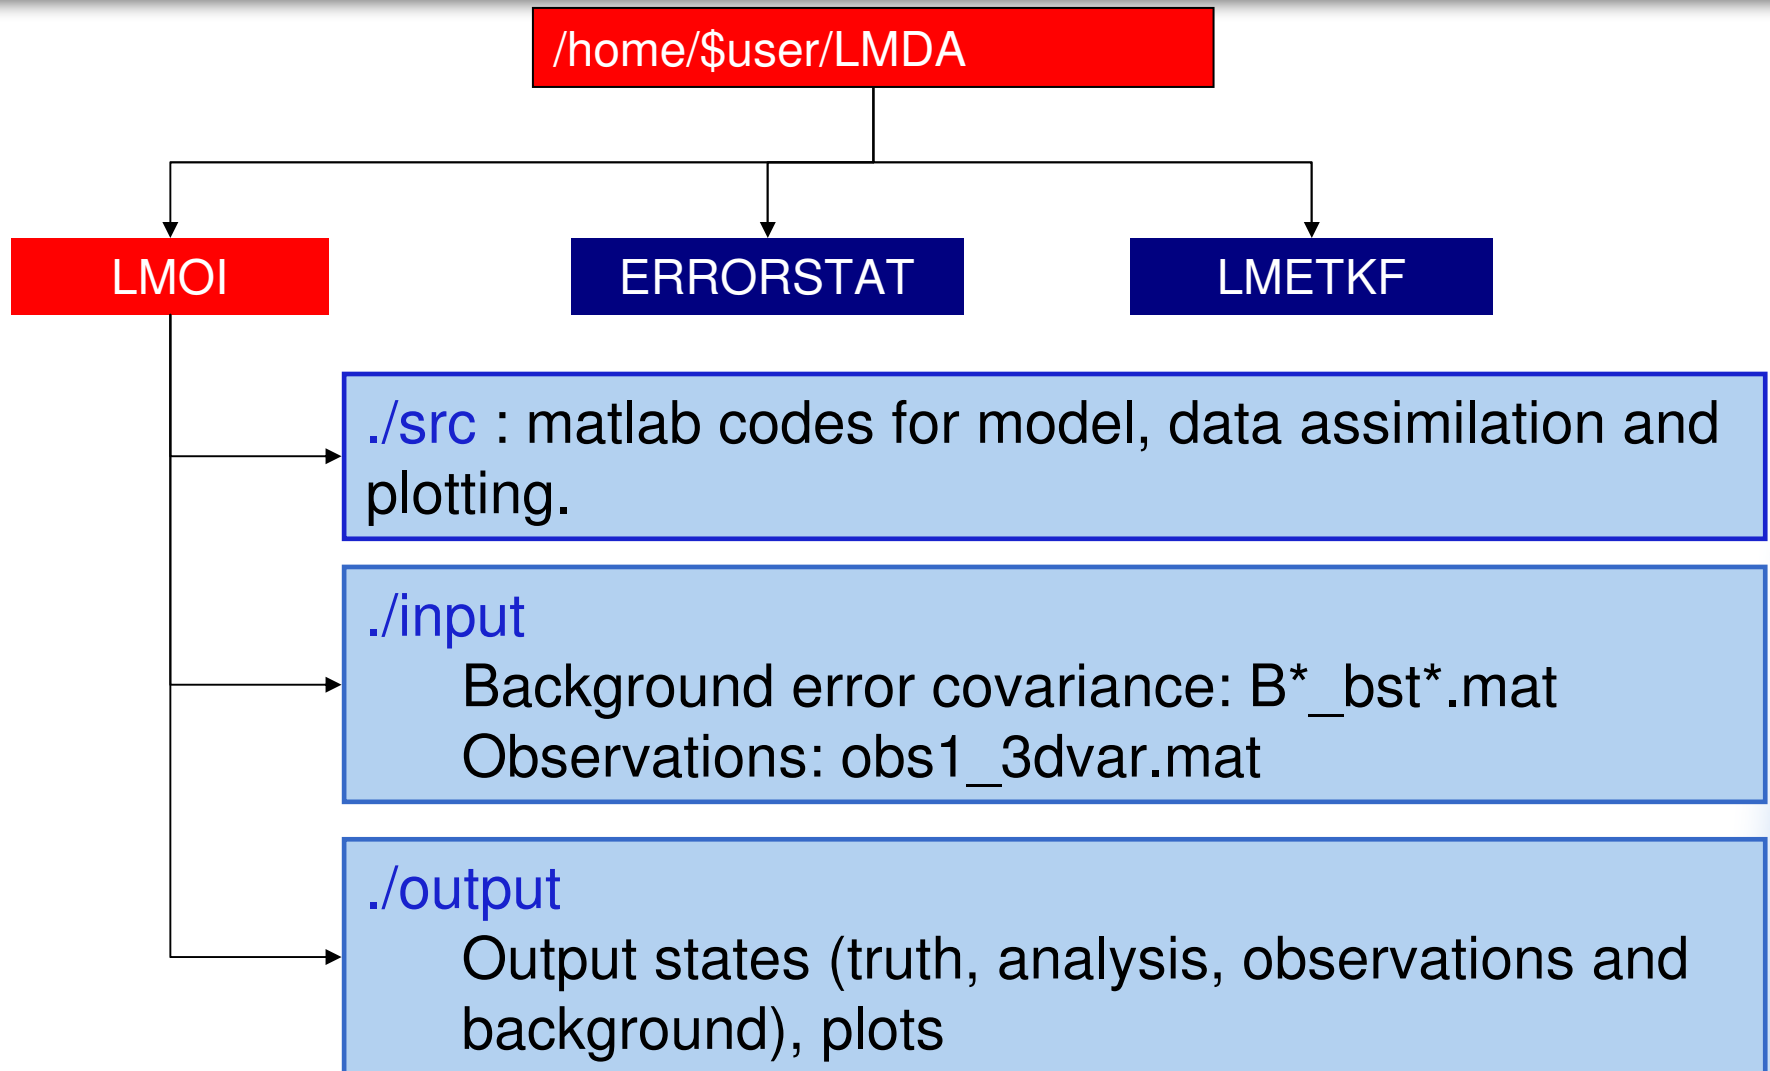 /home/$user/LMDA
LMOI
ERRORSTAT
LMETKF
./src : matlab codes for model, data assimilation and
plotting.
./input
Background error covariance: B*_bst*.mat
Observations: obs1_3dvar.mat
./output
Output states (truth, analysis, observations and
background), plots